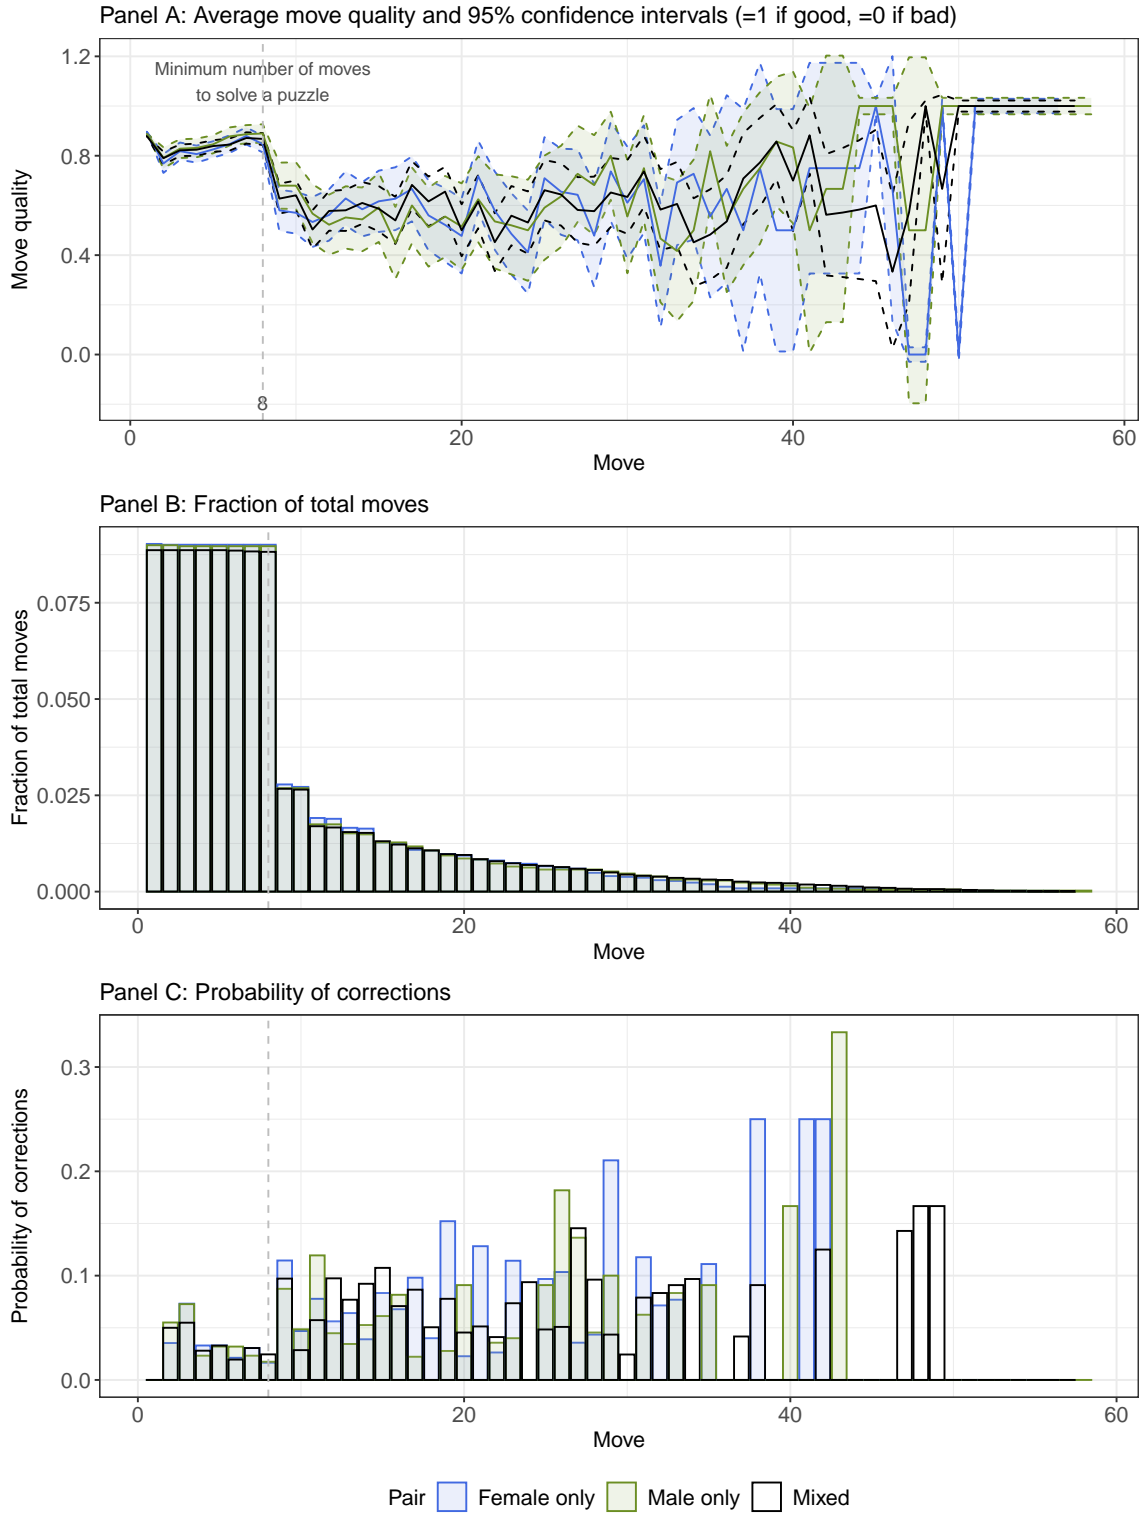 Panel A: Average move quality and 95% confidence intervals (=1 if good, =0 if bad)
1.2
0.8
0.4
0.0
Move quality
Minimum number of moves
to solve a puzzle
8
0
20
40
60
Move
Panel B: Fraction of total moves
0.075
0.050
0.025
0.000
Fraction of total moves
0
20
40
60
Move
Panel C: Probability of corrections
0.3
0.2
0.1
0.0
Probability of corrections
0
20
40
60
Move
Pair
Female only
Male only
Mixed